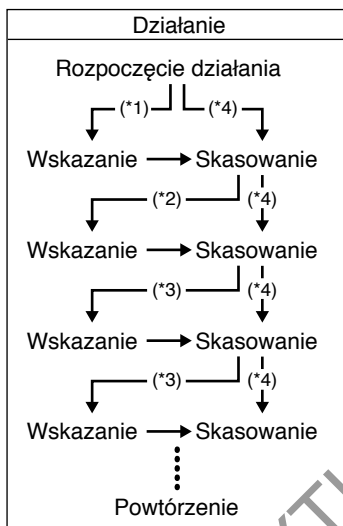 Działanie
Rozpoczęcie działania
(*1) (*4)
Wskazanie Skasowanie
(*2) (*4)
Wskazanie Skasowanie
(*3) (*4)
Wskazanie Skasowanie
(*3) (*4)
Wskazanie Skasowanie
Powtórzenie